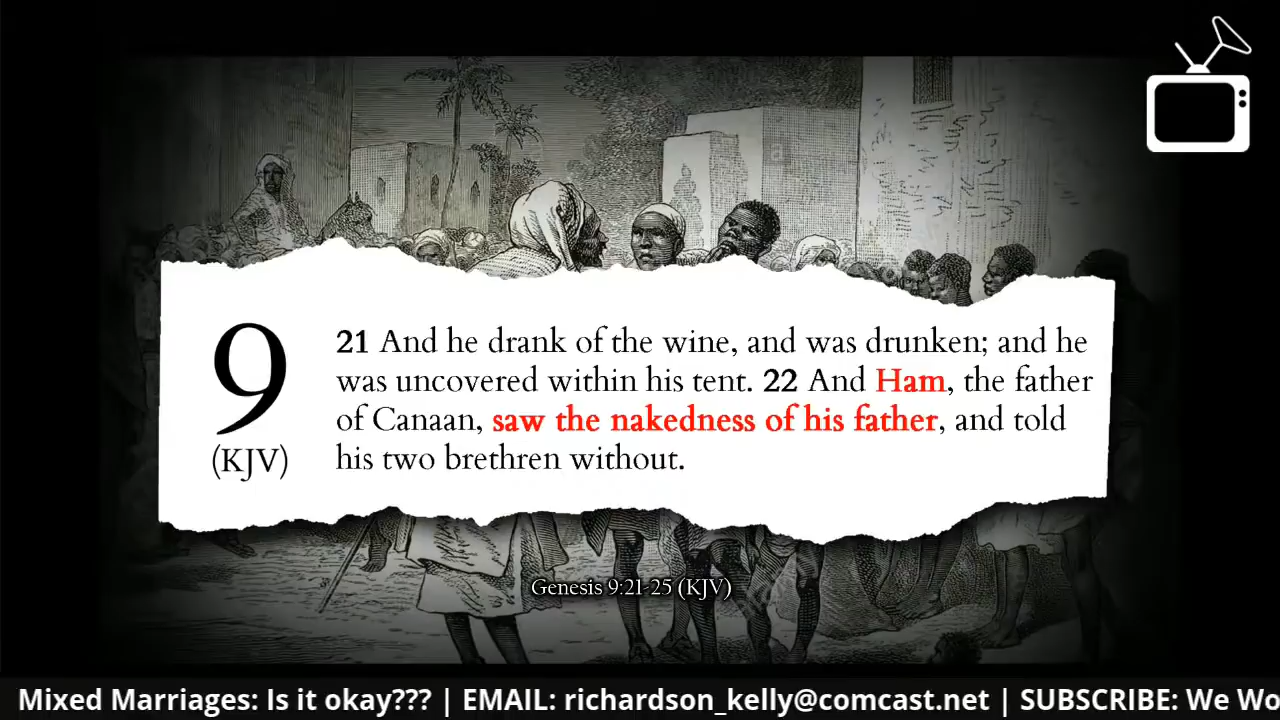 9
(KJV)
21 And he drank of the wine, and was drunken; and he
was uncovered within his tent. 22 And Ham, the father
of Canaan, saw the nakedness of his father, and told
his two brethren without.
Genesis 9:21-25 (KJV)
Mixed Marriages: Is it okay??? | EMAIL: richardson_kelly@comcast.net | SUBSCRIBE: We Wo